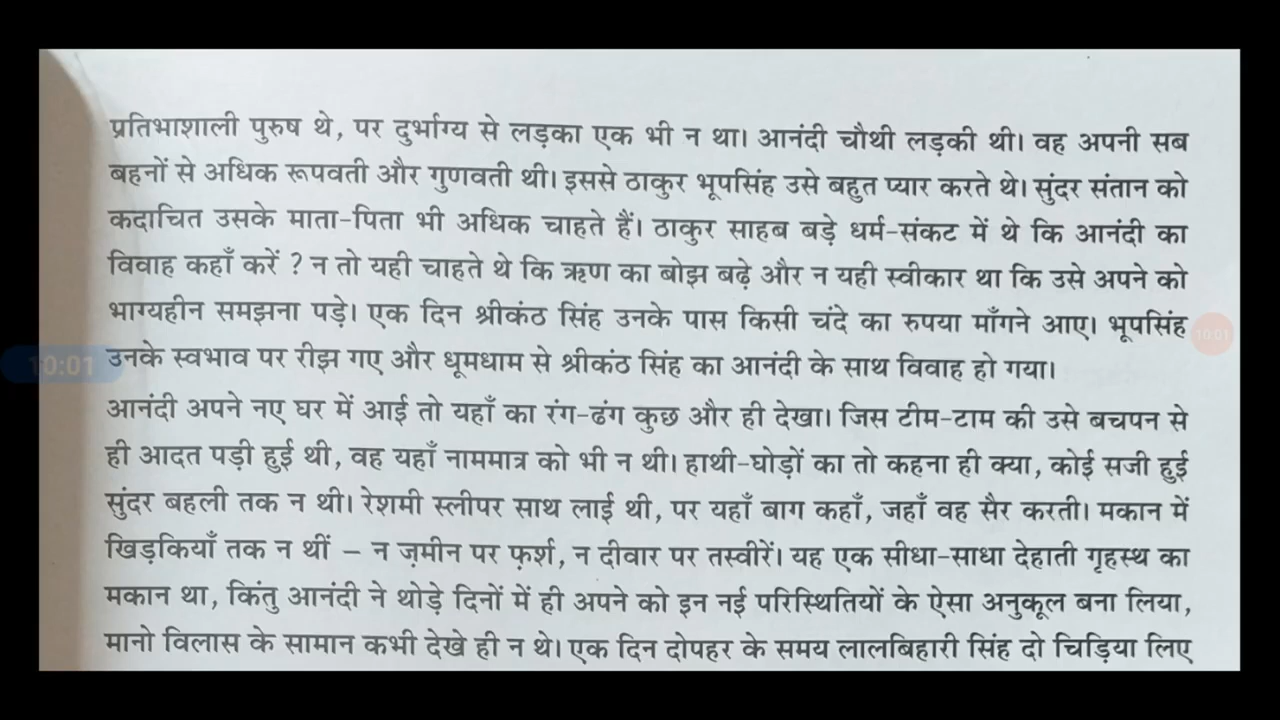 प्रतिभाशाली पुरुष थे, पर दुर्भाग्य से लड़का एक भी न था। आनंदी चौथी लड़की थी। वह अपनी सब
बहनों से अधिक रूपवती और गुणवती थी। इससे ठाकुर भूपसिंह उसे बहुत प्यार करते थे। सुंदर संतान को
कदाचित उसके माता-पिता भी अधिक चाहते हैं। ठाकुर साहब बड़े धर्म-संकट में थे कि आनंदी का
विवाह कहाँ करें ? न तो यही चाहते थे कि ऋण का बोझ बढ़े और न यही स्वीकार था कि उसे अपने को
भाग्यहीन समझना पड़े। एक दिन श्रीकंठ सिंह उनके पास किसी चंदे का रुपया माँगने आए। भूपसिंह
10:01
10:01
उनके स्वभाव पर रीझ गए और धूमधाम से श्रीकंठ सिंह का आनंदी के साथ विवाह हो गया।
आनंदी अपने नए घर में आई तो यहाँ का रंग-ढंग कुछ और ही देखा। जिस टीम-टाम की उसे बचपन से
ही आदत पड़ी हुई थी, वह यहाँ नाममात्र को भी न थी। हाथी-घोड़ों का तो कहना ही क्या, कोई सजी हुई
सुंदर बहली तक न थी। रेशमी स्लीपर साथ लाई थी, पर यहाँ बाग कहाँ, जहाँ वह सैर करती। मकान में
खिड़कियाँ तक न थीं – न ज़मीन पर फ़र्श, न दीवार पर तस्वीरें। यह एक सीधा-साधा देहाती गृहस्थ का
मकान था, किंतु आनंदी ने थोड़े दिनों में ही अपने को इन नई परिस्थितियों के ऐसा अनुकूल बना लिया,
मानो विलास के सामान कभी देखे ही न थे। एक दिन दोपहर के समय लालबिहारी सिंह दो चिड़िया लिए